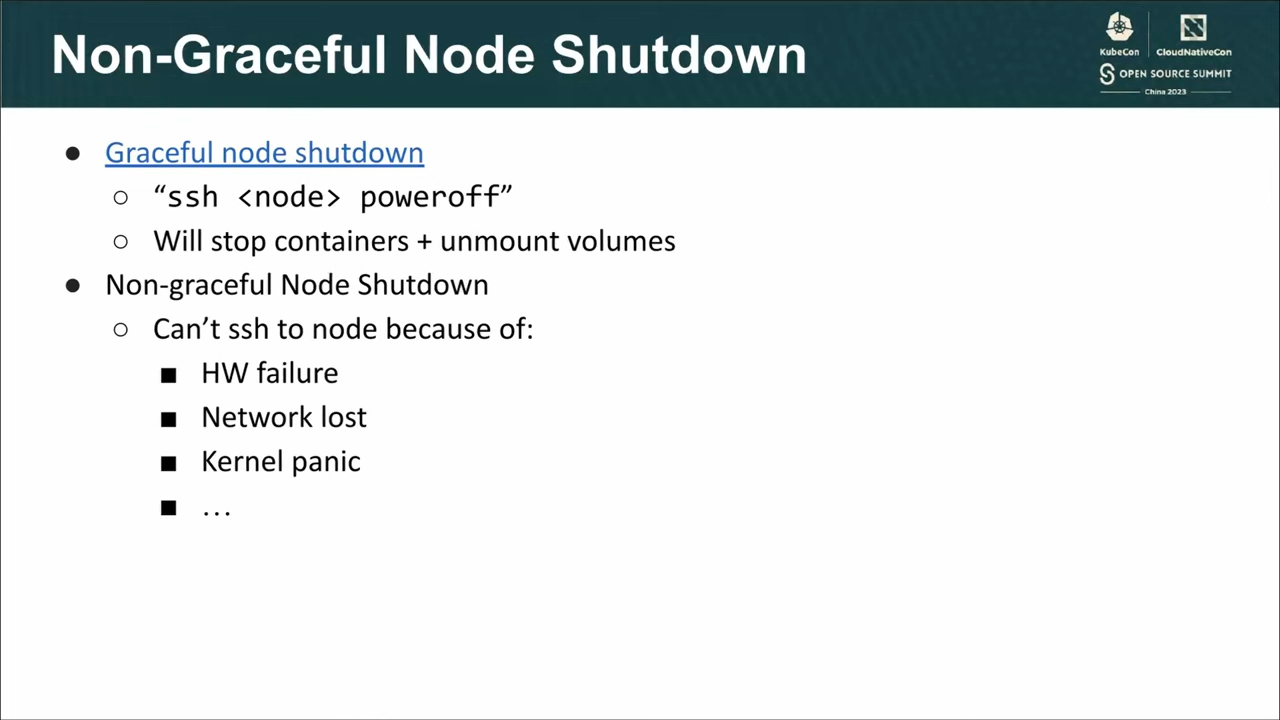 Non-Graceful Node Shutdown
KubeCon
CloudNativeCon
OPEN SOURCE SUMMIT
China 2023
● Graceful node shutdown
○ “ssh <node> poweroff”
○ Will stop containers + unmount volumes
● Non-graceful Node Shutdown
○ Can’t ssh to node because of:
■ HW failure
■ Network lost
■ Kernel panic
■ …